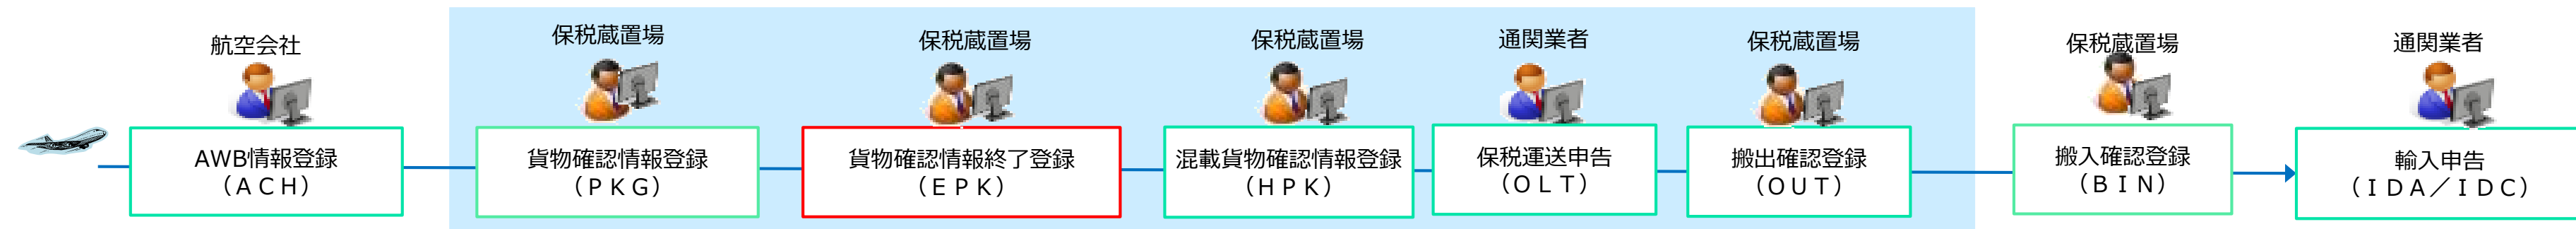 航空会社
AWB情報登録
（ＡＣＨ）
保税蔵置場
貨物確認情報登録
（ＰＫＧ）
保税蔵置場
貨物確認情報終了登録
（ＥＰＫ）
保税蔵置場
混載貨物確認情報登録
（ＨＰＫ）
通関業者
保税運送申告
（ＯＬＴ）
保税蔵置場
搬出確認登録
（ＯＵＴ）
保税蔵置場
搬入確認登録
（ＢＩＮ）
通関業者
輸入申告
（ＩＤＡ／ＩＤＣ）